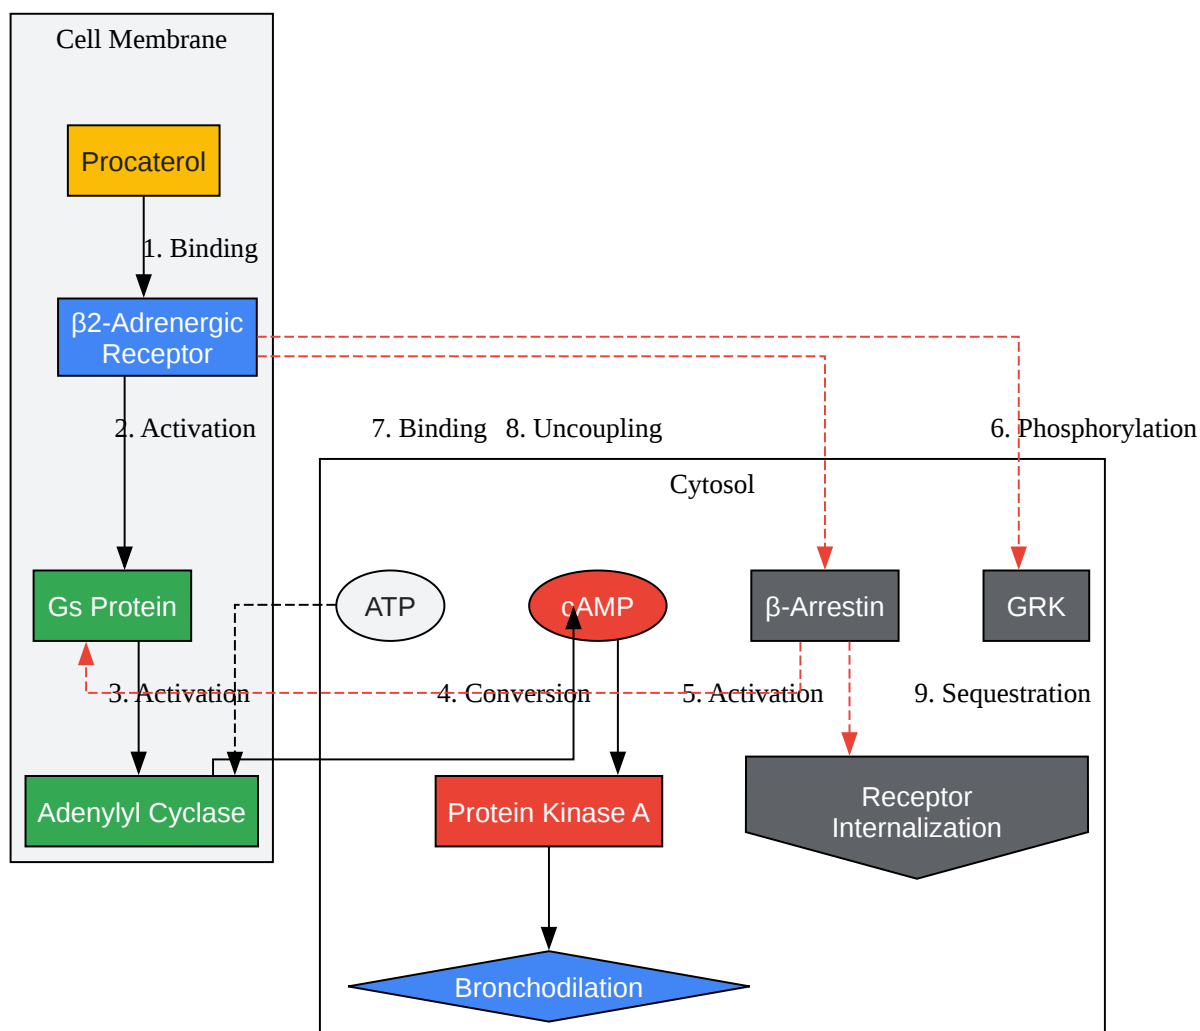 Cell Membrane
Procaterol
1. Binding
β2-Adrenergic
Receptor
2. Activation
7. Binding
8. Uncoupling
6. Phosphorylation
Cytosol
Gs Protein
ATP
cAMP
β-Arrestin
GRK
3. Activation
4. Conversion
5. Activation
9. Sequestration
Adenylyl Cyclase
Protein Kinase A
Receptor
Internalization
Bronchodilation